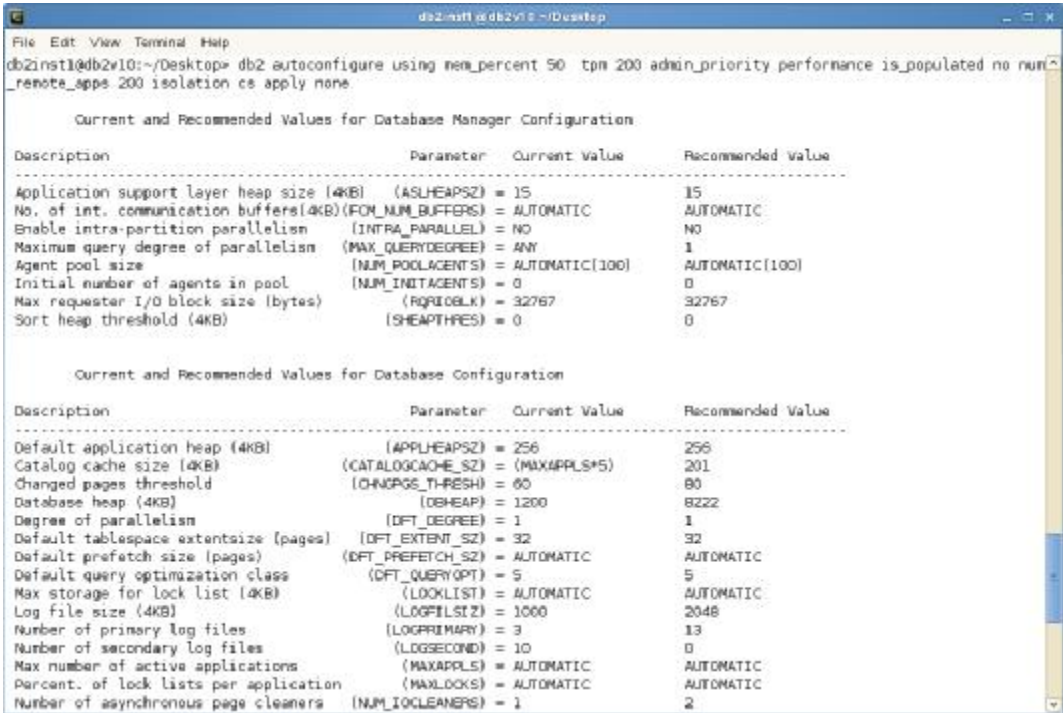 db2inst1@db2v10:~/Desktop
File Edit View Terminal Help
db2inst1@db2v10:~/Desktop> db2 autoconfigure using mem_percent 50 tpm 200 admin_priority performance is_populated no num
_remote_apps 200 isolation cs apply none
Current and Recommended Values for Database Manager Configuration
Description Parameter Current Value Recommended Value
---------------------------------------------------------------------------------------------------------
Application support layer heap size (4KB) (ASLHEAPSZ) = 15 15
No. of int. communication buffers(4KB)(FCM_NUM_BUFFERS) = AUTOMATIC AUTOMATIC
Enable intra-partition parallelism (INTRA_PARALLEL) = NO NO
Maximum query degree of parallelism (MAX_QUERYDEGREE) = ANY 1
Agent pool size (NUM_POOLAGENTS) = AUTOMATIC(100) AUTOMATIC(100)
Initial number of agents in pool (NUM_INITAGENTS) = 0 0
Max requester I/O block size (bytes) (RQRIOBLK) = 32767 32767
Sort heap threshold (4KB) (SHEAPTHRES) = 0 0
Current and Recommended Values for Database Configuration
Description Parameter Current Value Recommended Value
---------------------------------------------------------------------------------------------------------
Default application heap (4KB) (APPLHEAPSZ) = 256 256
Catalog cache size (4KB) (CATALOGCACHE_SZ) = (MAXAPPLS*5) 201
Changed pages threshold (CHNGPGS_THRESH) = 60 80
Database heap (4KB) (DBHEAP) = 1200 8222
Degree of parallelism (DFT_DEGREE) = 1 1
Default tablespace extentsize (pages) (DFT_EXTENT_SZ) = 32 32
Default prefetch size (pages) (DFT_PREFETCH_SZ) = AUTOMATIC AUTOMATIC
Default query optimization class (DFT_QUERYOPT) = 5 5
Max storage for lock list (4KB) (LOCKLIST) = AUTOMATIC AUTOMATIC
Log file size (4KB) (LOGFILSIZ) = 1000 2048
Number of primary log files (LOGPRIMARY) = 3 13
Number of secondary log files (LOGSECOND) = 10 0
Max number of active applications (MAXAPPLS) = AUTOMATIC AUTOMATIC
Percent. of lock lists per application (MAXLOCKS) = AUTOMATIC AUTOMATIC
Number of asynchronous page cleaners (NUM_IOCLEANERS) = 1 2